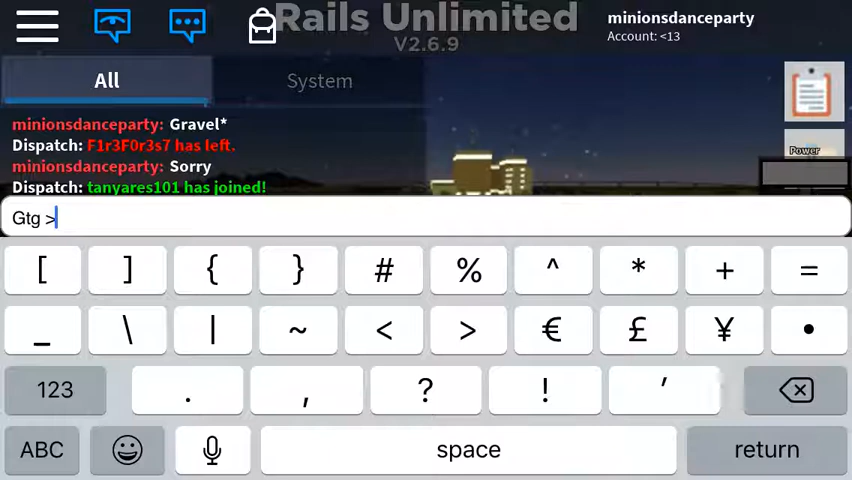 Rails Unlimited
V2.6.9
minionsdanceparty
Account: <13
All
System
minionsdanceparty: Gravel*
Dispatch: F1r3F0r3s7 has left.
minionsdanceparty: Sorry
Dispatch: tanyares101 has joined!
Power
Gtg >
[ ] { } # % ^ * + =
_ \ | ~ < > € £ ¥ •
123 . , ? ! ’
ABC space return